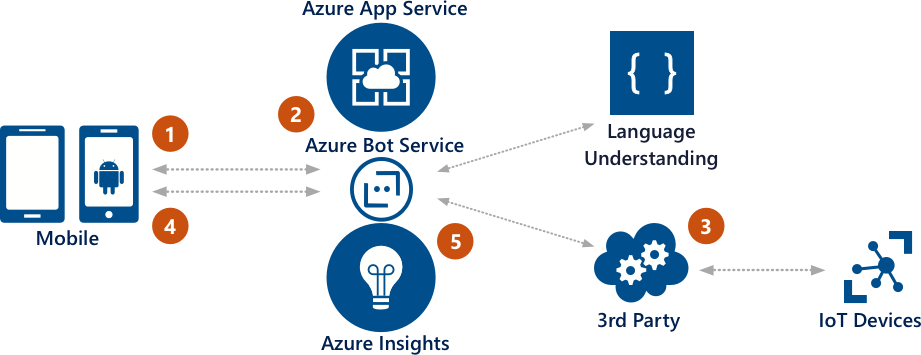 Azure App Service
2
Azure Bot Service
{ }
Language
Understanding
1
4
Mobile
5
Azure Insights
3
3rd Party
IoT Devices